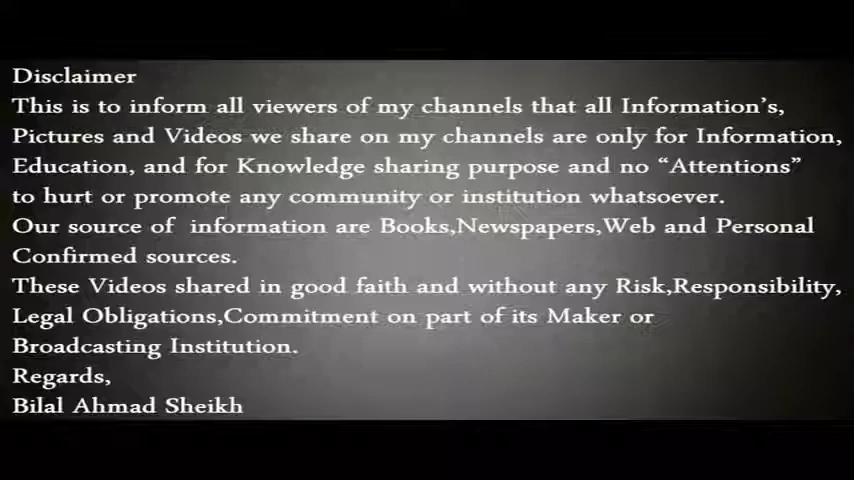 Disclaimer
This is to inform all viewers of my channels that all Information's,
Pictures and Videos we share on my channels are only for Information,
Education, and for Knowledge sharing purpose and no “Attentions”
to hurt or promote any community or institution whatsoever.
Our source of information are Books,Newspapers,Web and Personal
Confirmed sources.
These Videos shared in good faith and without any Risk,Responsibility,
Legal Obligations,Commitment on part of its Maker or
Broadcasting Institution.
Regards,
Bilal Ahmad Sheikh